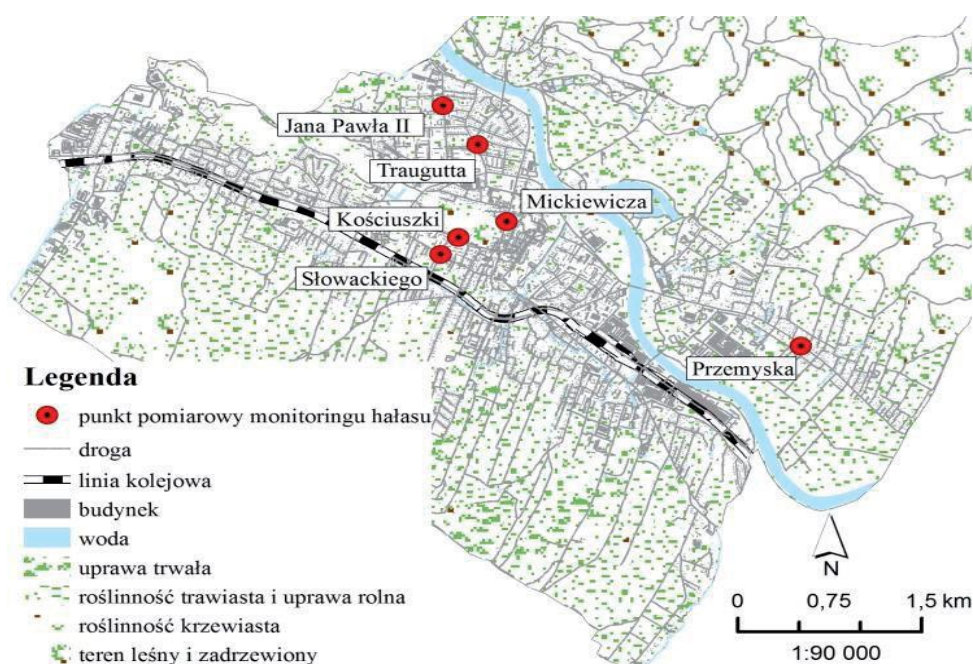 Jana Pawła II
Traugutta
Mickiewicza
Kościuszki
Słowackiego
Przemyska
Legenda
punkt pomiarowy monitoringu hałasu
droga
linia kolejowa
budynek
woda
uprawa trwała
roślinność trawiasta i uprawa rolna
roślinność krzewiasta
teren leśny i zadrzewiony
N
0 0,75 1,5 km
1:90 000